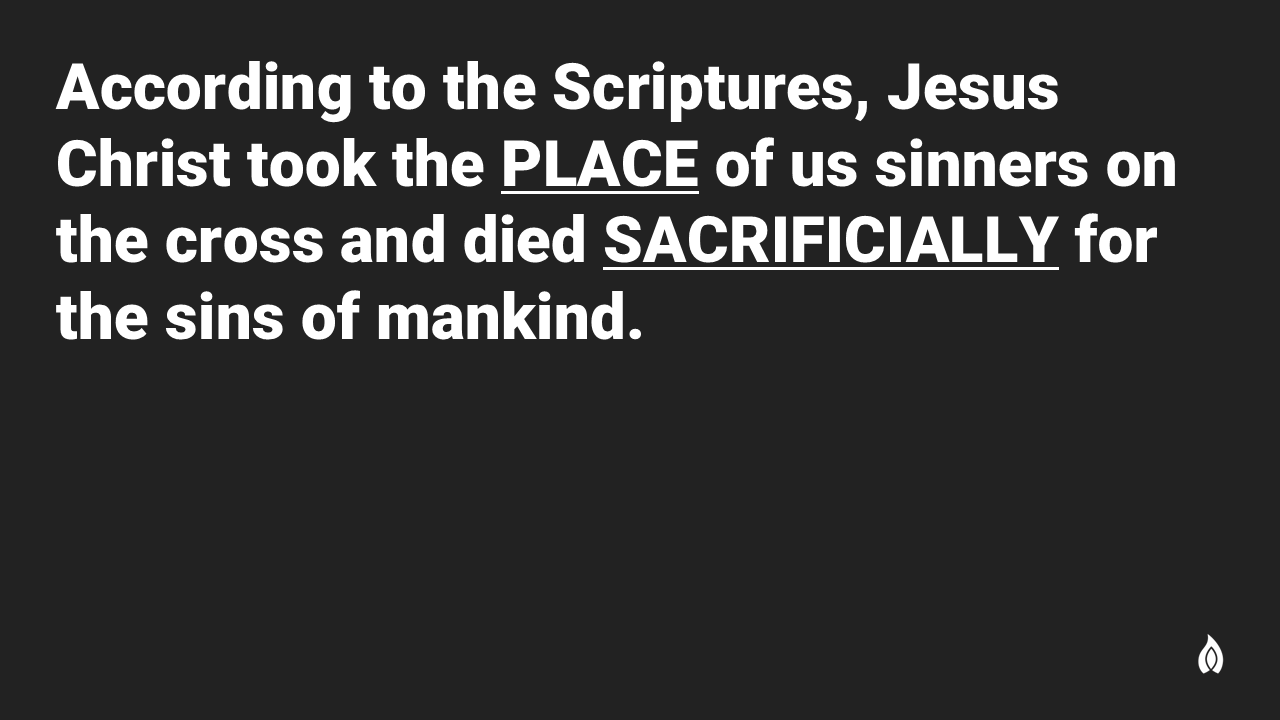 According to the Scriptures, Jesus
Christ took the PLACE of us sinners on
the cross and died SACRIFICIALLY for
the sins of mankind.